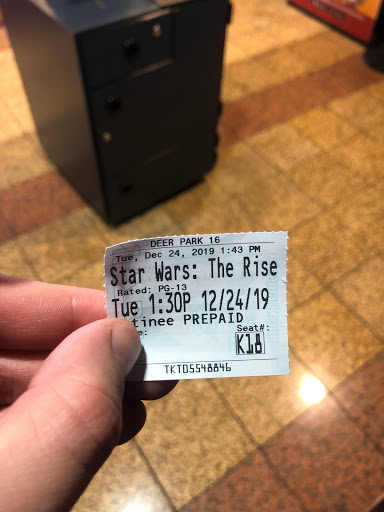 DEER PARK 16
Tue, Dec 24, 2019 1:43 PM
Star Wars: The Rise
Rated: PG-13
Tue 1:30P 12/24/19
tinee PREPAID
e: Seat#:
K18
TKT05548846